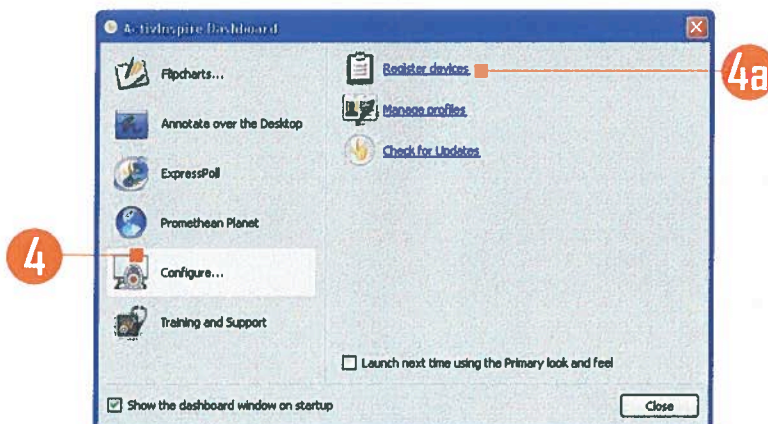 ActivInspire Dashboard
Flipcharts...
Annotate over the Desktop
ExpressPoll
Promethean Planet
4
Configure...
Training and Support
Register devices
4a
Manage profiles
Check for Updates
Launch next time using the Primary look and feel
Show the dashboard window on startup
Close